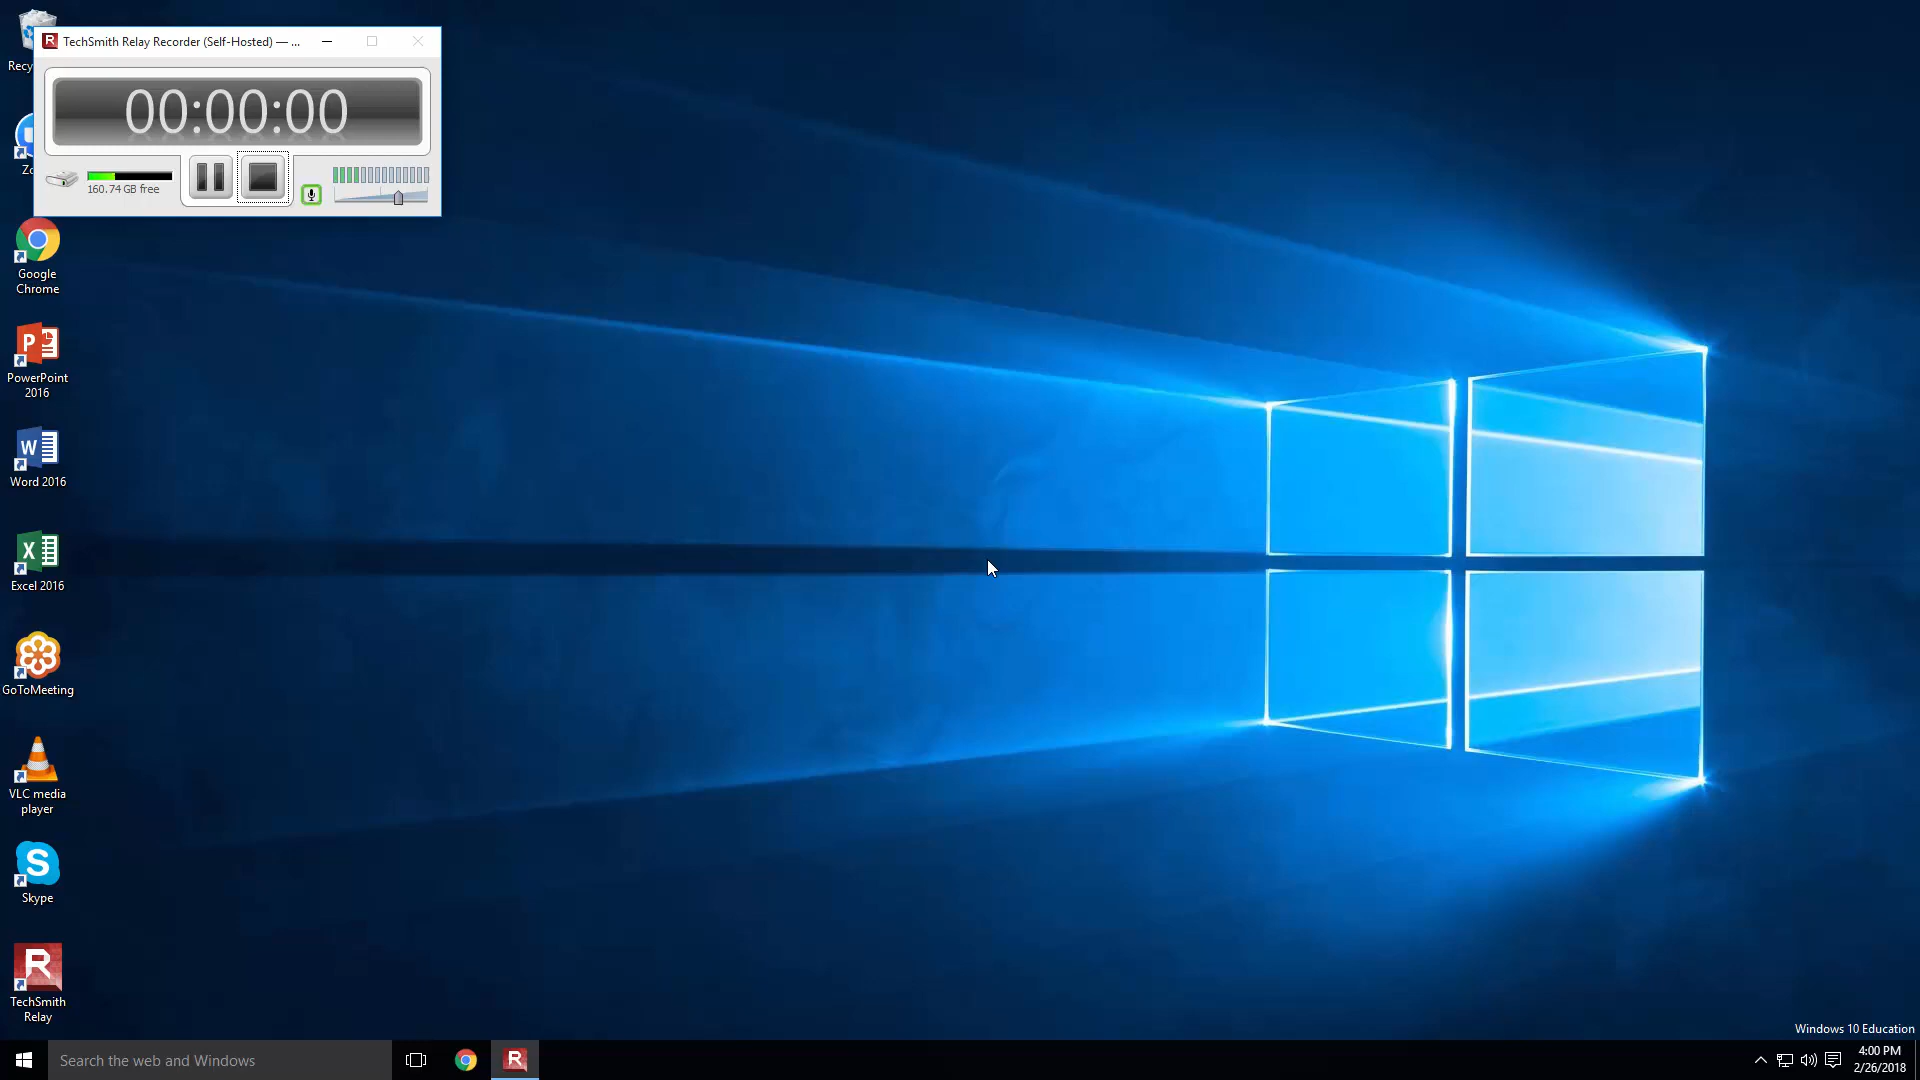 TechSmith Relay Recorder (Self-Hosted) — ...
00:00:00
160.74 GB free
Google
Chrome
PowerPoint
2016
Word 2016
Excel 2016
GoToMeeting
VLC media
player
Skype
TechSmith
Relay
Windows 10 Education
Search the web and Windows
4:00 PM
2/26/2018